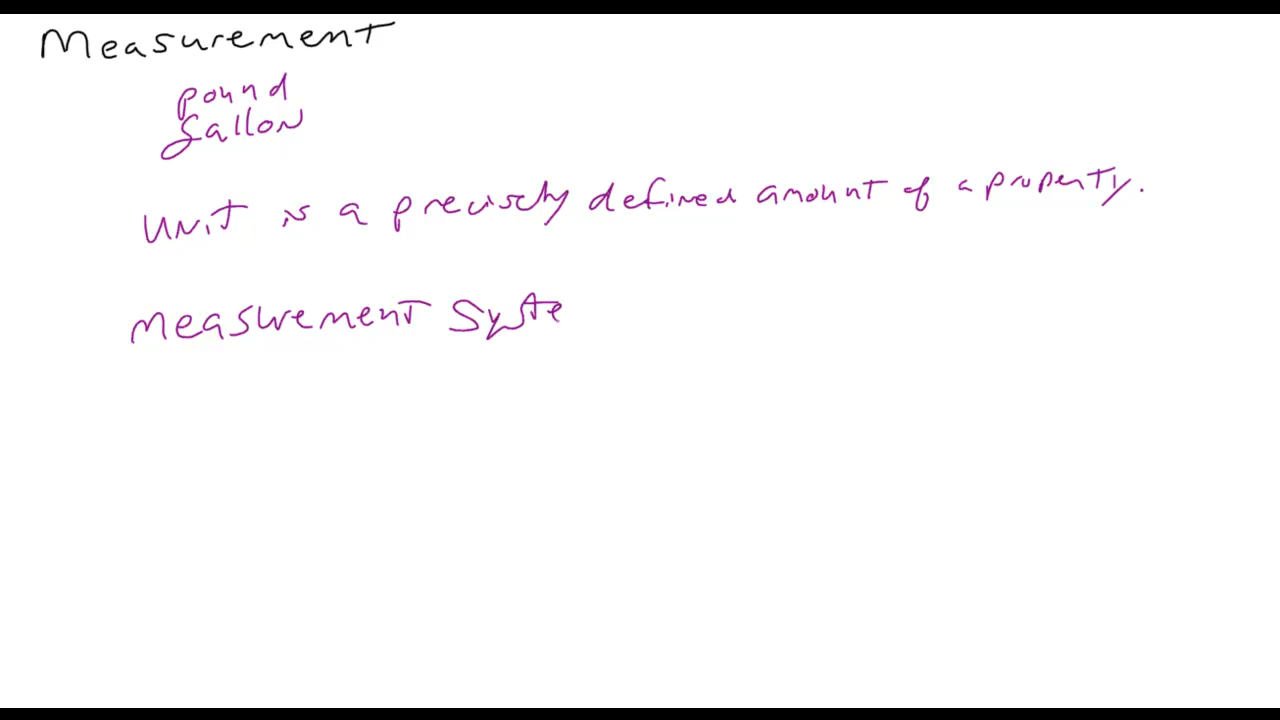 Measurement
pound
gallon
Unit is a precisely defined amount of a property.
Measurement Syste